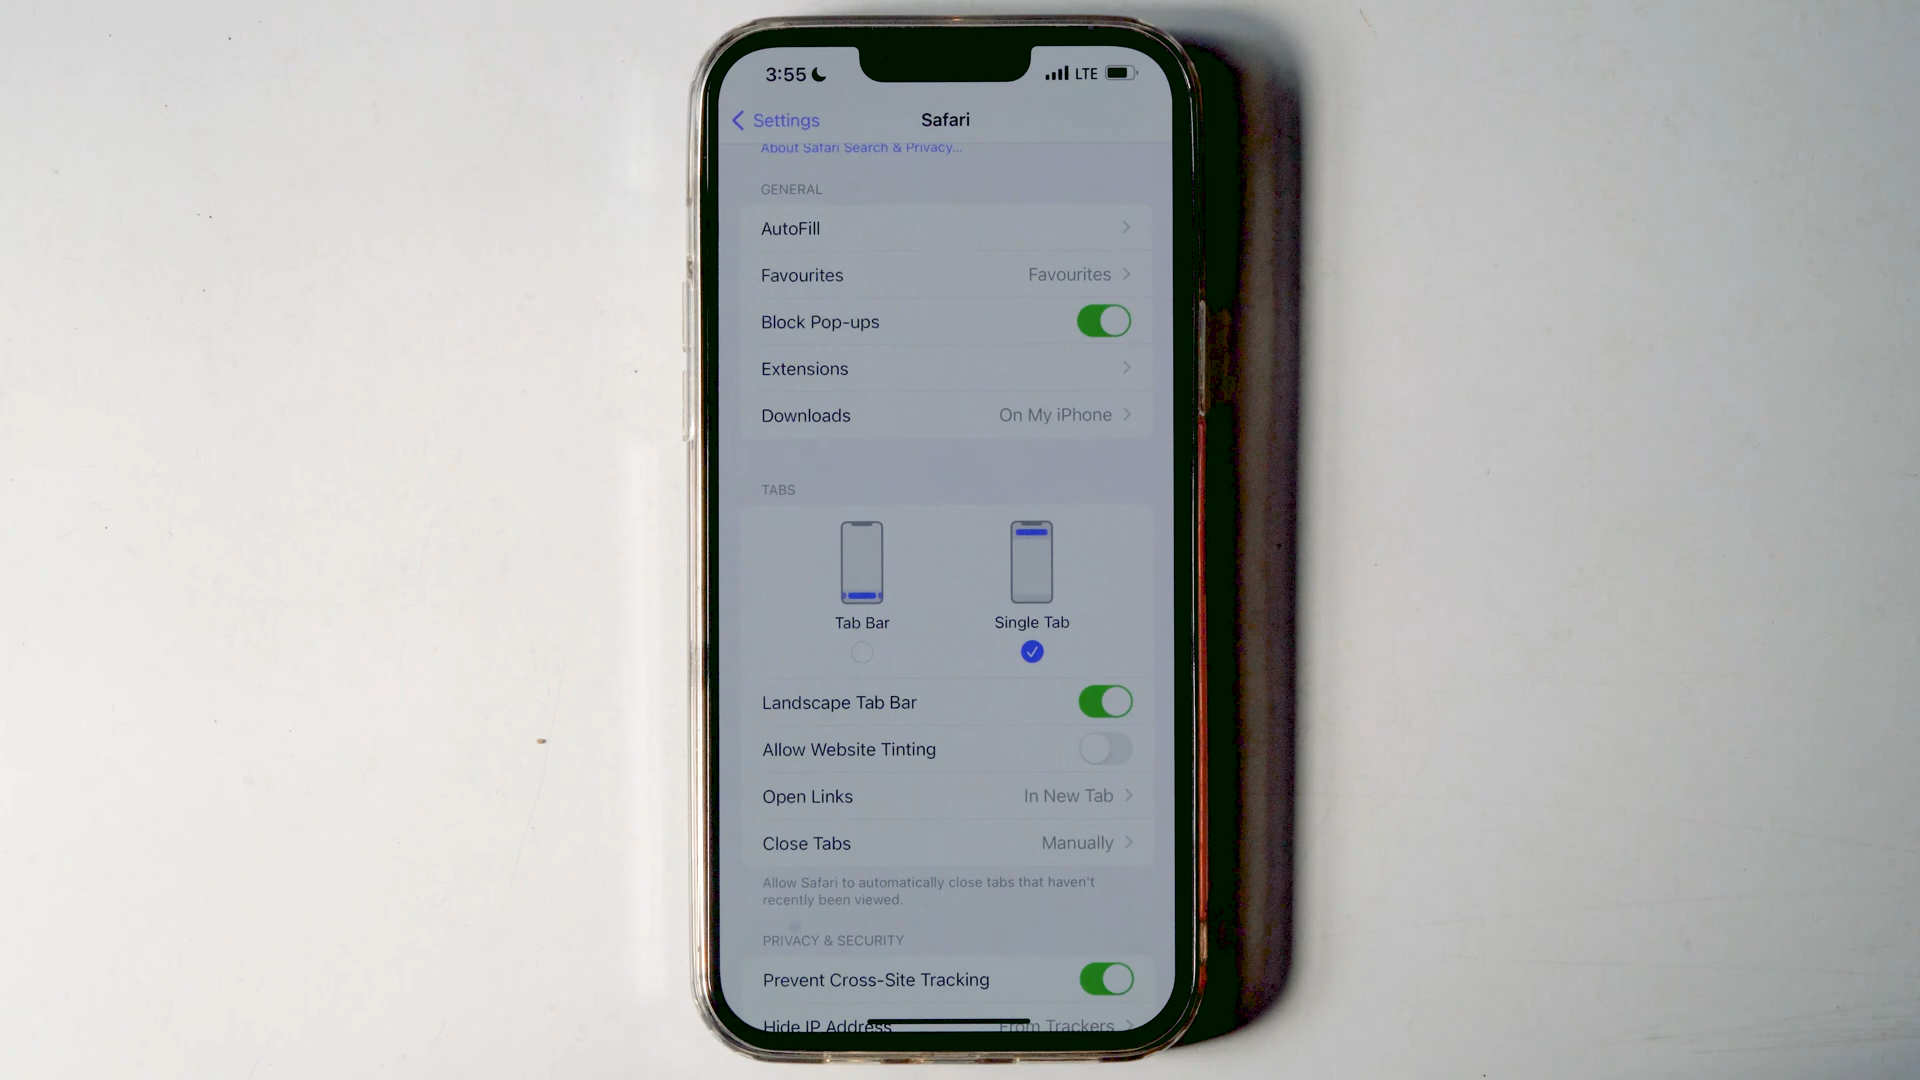 3:55 LTE
Settings Safari
About Safari Search & Privacy...
GENERAL
AutoFill
Favourites Favourites
Block Pop-ups
Extensions
Downloads On My iPhone
TABS
Tab Bar Single Tab
Landscape Tab Bar
Allow Website Tinting
Open Links In New Tab
Close Tabs Manually
Allow Safari to automatically close tabs that haven't
recently been viewed.
PRIVACY & SECURITY
Prevent Cross-Site Tracking
Hide IP Address From Trackers